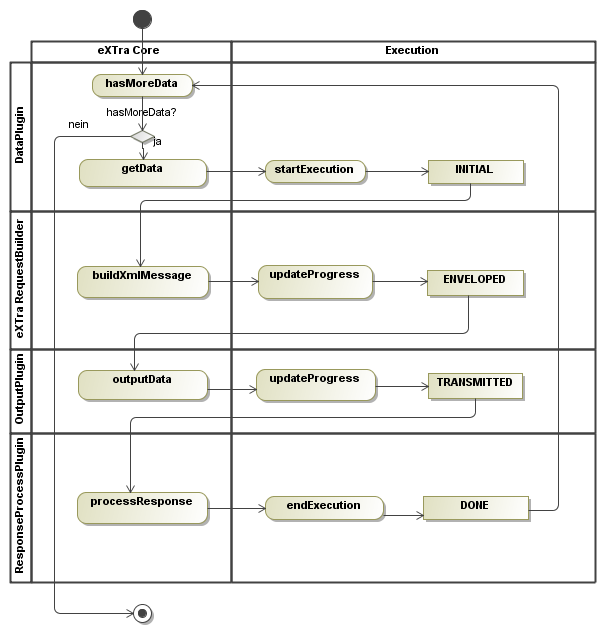 eXTra Core
Execution
DataPlugin
hasMoreData
hasMoreData?
nein
ja
getData
startExecution
INITIAL
eXTra RequestBuilder
buildXmlMessage
updateProgress
ENVELOPED
OutputPlugin
outputData
updateProgress
TRANSMITTED
ResponseProcessPlugin
processResponse
endExecution
DONE